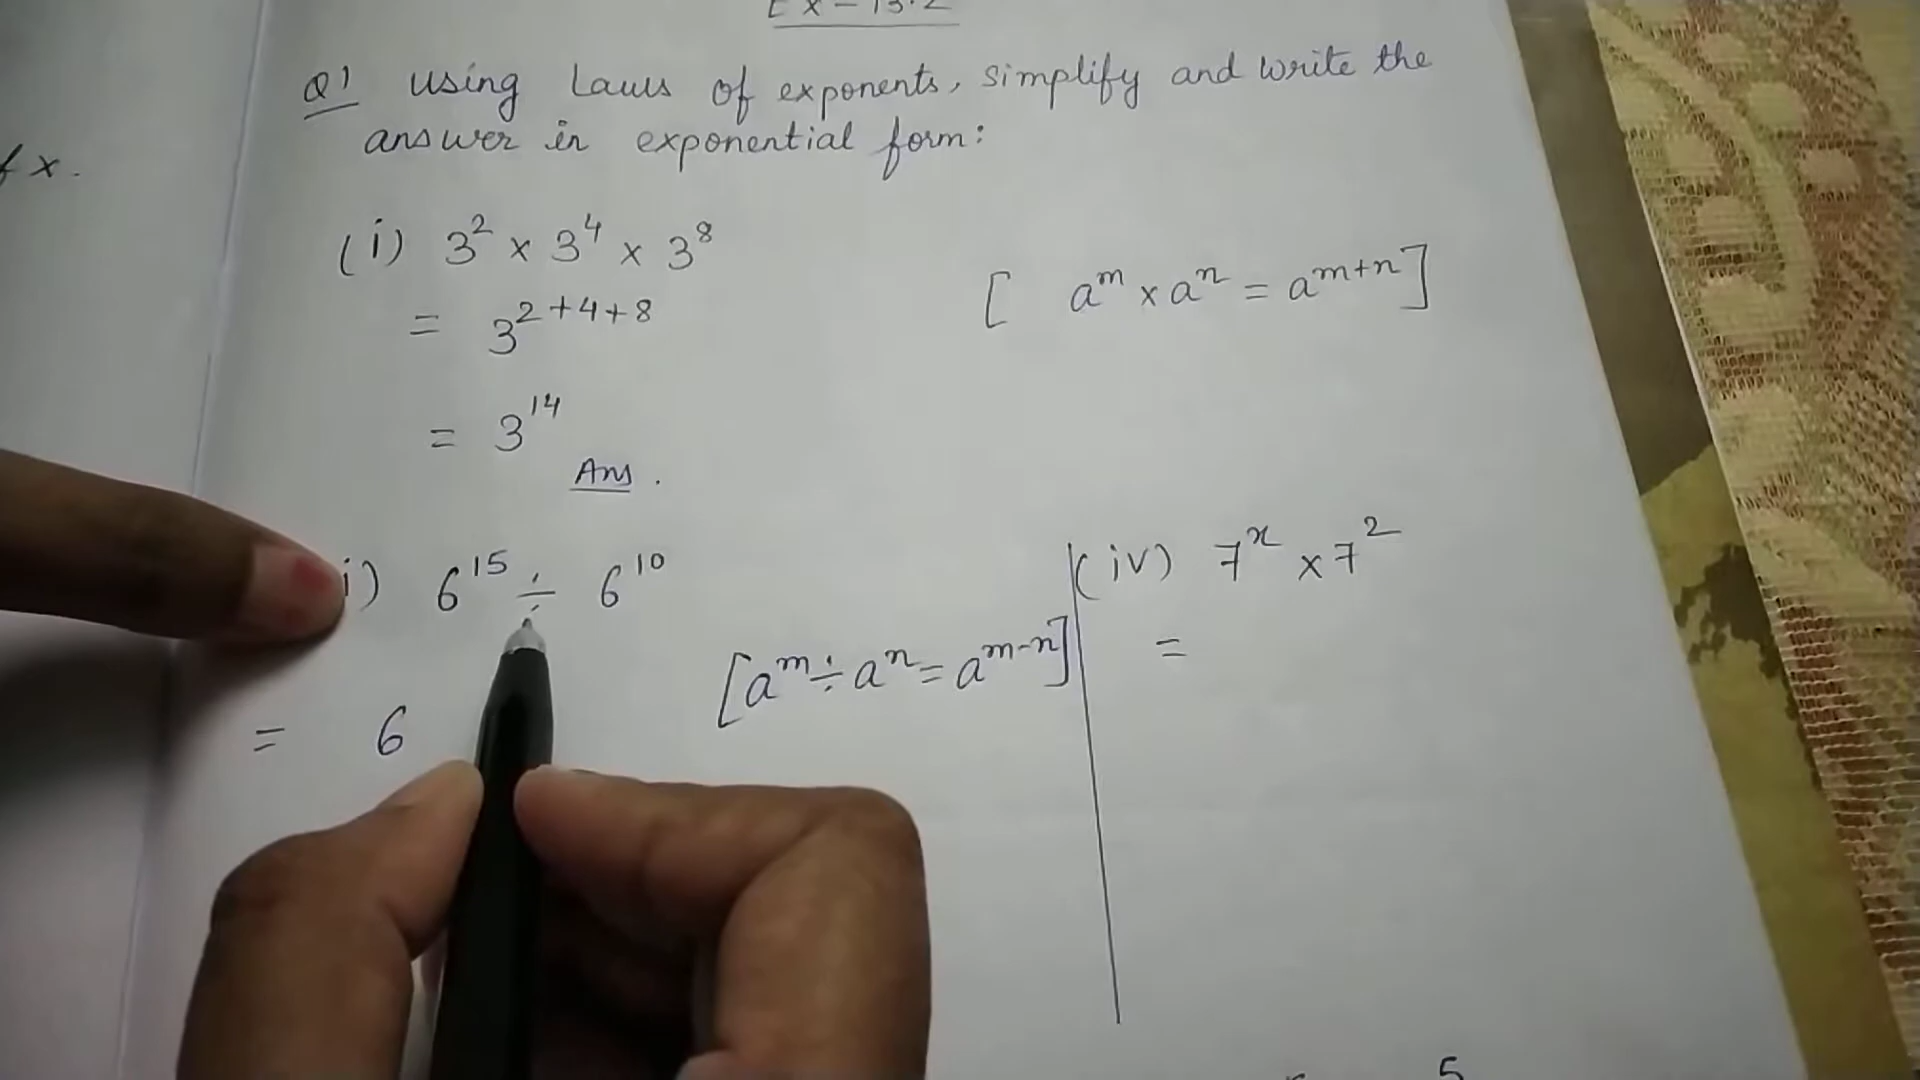 Ex - 13.2
Q1 Using Laws of exponents, simplify and write the
answer in exponential form:
f x.
(i) 3² × 3⁴ × 3⁸
= 3²⁺⁴⁺⁸
[ aᵐ × aⁿ = aᵐ⁺ⁿ ]
= 3¹⁴
Ans.
i) 6¹⁵ ÷ 6¹⁰
[aᵐ ÷ aⁿ = aᵐ⁻ⁿ]
= 6
(iv) 7ˣ × 7²
=
5